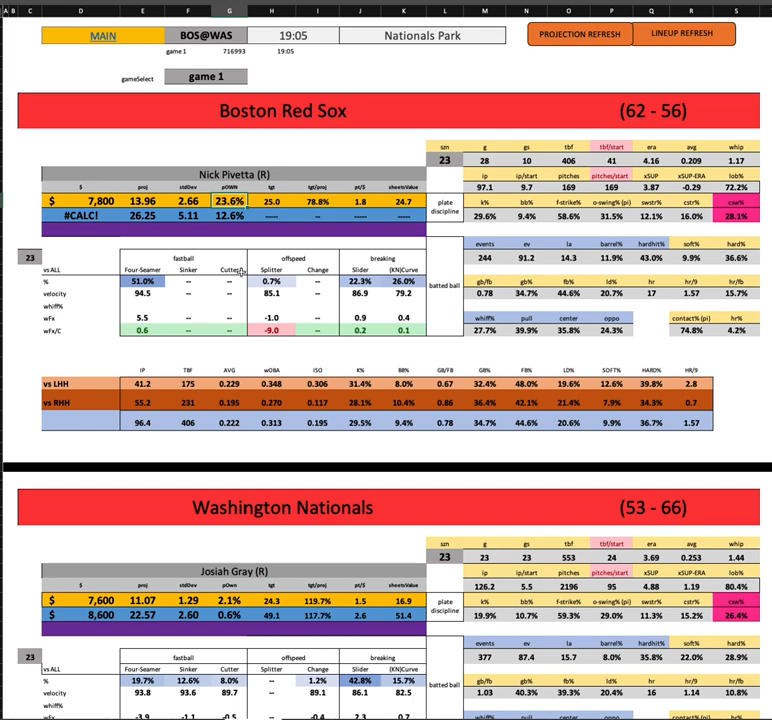 A B C D E F G H I J K L M N O P Q R S
MAIN BOS@WAS 19:05 Nationals Park PROJECTION REFRESH LINEUP REFRESH
game 1 716993 19:05
gameSelect game 1
Boston Red Sox (62 - 56)
szn g gs tbf tbf/start era avg whip
23 28 10 406 41 4.16 0.209 1.17
Nick Pivetta (R) ip ip/start pitches pitches/start xSUP xSUP-ERA lob%
$ proj stdDev pOWN tgt tgt/proj pt/$ sheetsValue 97.1 9.7 169 169 3.87 -0.29 72.2%
$ 7,800 13.96 2.66 23.6% 25.0 78.8% 1.8 24.7 plate discipline k% bb% f-strike% o-swing% (pi) swstr% cstr% csw%
#CALC! 26.25 5.11 12.6% ----- ----- ----- ----- 29.6% 9.4% 58.6% 31.5% 12.1% 16.0% 28.1%
events ev la barrel% hardhit% soft% hard%
23 fastball offspeed breaking 244 91.2 14.3 11.9% 43.0% 9.9% 36.6%
vs ALL Four-Seamer Sinker Cutter Splitter Change Slider (KN)Curve
% 51.0% -- -- 0.7% -- 22.3% 26.0% batted ball gb/fb gb% fb% ld% hr hr/9 hr/fb
velocity 94.5 -- -- 85.1 -- 86.9 79.2 0.78 34.7% 44.6% 20.7% 17 1.57 15.7%
whiff%
wFx 5.5 -- -- -1.0 -- 0.9 0.4 whiff% pull center oppo contact% (pi) hr%
wFx/C 0.6 -- -- -9.0 -- 0.2 0.1 27.7% 39.9% 35.8% 24.3% 74.8% 4.2%
IP TBF AVG wOBA ISO K% BB% GB/FB GB% FB% LD% SOFT% HARD% HR/9
vs LHH 41.2 175 0.229 0.348 0.306 31.4% 8.0% 0.67 32.4% 48.0% 19.6% 12.6% 39.8% 2.8
vs RHH 55.2 231 0.195 0.270 0.117 28.1% 10.4% 0.86 36.4% 42.1% 21.4% 7.9% 34.3% 0.7
96.4 406 0.222 0.313 0.195 29.5% 9.4% 0.78 34.7% 44.6% 20.6% 9.9% 36.7% 1.57
Washington Nationals (53 - 66)
szn g gs tbf tbf/start era avg whip
23 23 23 553 24 3.69 0.253 1.44
Josiah Gray (R) ip ip/start pitches pitches/start xSUP xSUP-ERA lob%
$ proj stdDev pOwn tgt tgt/proj pt/$ sheetsValue 126.2 5.5 2196 95 4.88 1.19 80.4%
$ 7,600 11.07 1.29 2.1% 24.3 119.7% 1.5 16.9 plate discipline k% bb% f-strike% o-swing% (pi) swstr% cstr% csw%
$ 8,600 22.57 2.60 0.6% 49.1 117.7% 2.6 51.4 19.9% 10.7% 59.3% 29.0% 11.3% 15.2% 26.4%
events ev la barrel% hardhit% soft% hard%
23 fastball offspeed breaking 377 87.4 15.7 8.0% 35.8% 22.0% 28.9%
vs ALL Four-Seamer Sinker Cutter Splitter Change Slider (KN)Curve
% 19.7% 12.6% 8.0% -- 1.2% 42.8% 15.7% batted ball gb/fb gb% fb% ld% hr hr/9 hr/fb
velocity 93.8 93.6 89.7 -- 89.1 86.1 82.5 1.03 40.3% 39.3% 20.4% 16 1.14 10.8%
whiff%
wFx -3.9 -1.1 -0.5 -- -0.4 2.3 0.7 whiff% pull center oppo contact% (pi) hr%